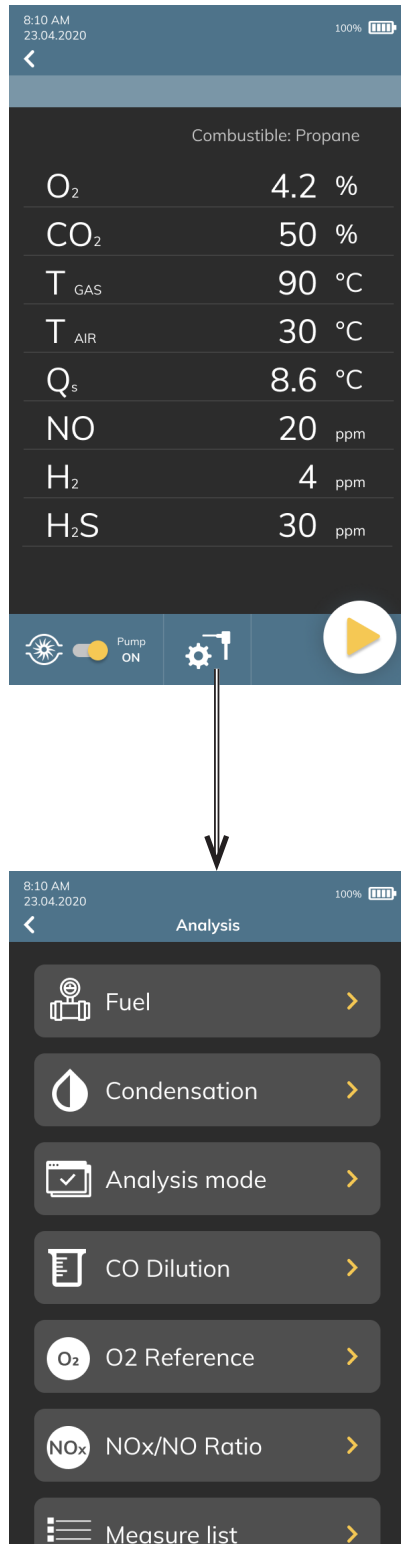 8:10 AM
23.04.2020
100%
Combustible: Propane
O₂ 4.2 %
CO₂ 50 %
T GAS 90 °C
T AIR 30 °C
Qs 8.6 °C
NO 20 ppm
H₂ 4 ppm
H₂S 30 ppm
Pump
ON
8:10 AM
23.04.2020
100%
Analysis
Fuel
Condensation
Analysis mode
CO Dilution
O₂ O2 Reference
NOx NOx/NO Ratio
Measure list